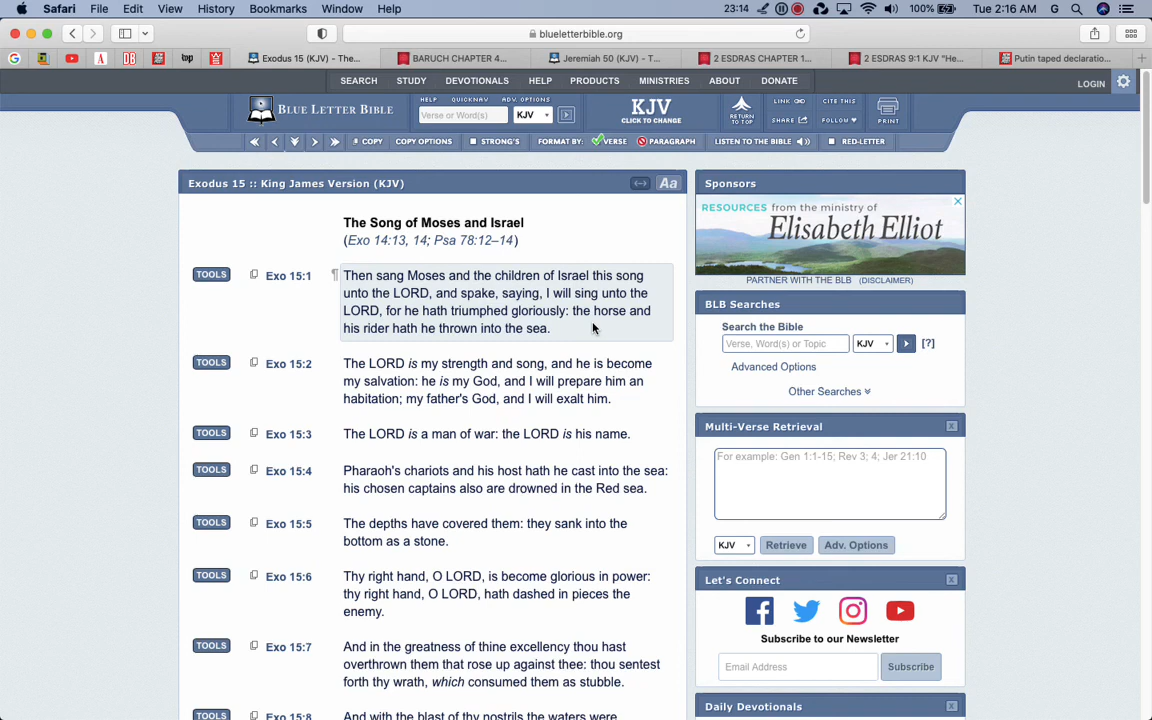 Safari File Edit View History Bookmarks Window Help 23:14 100% Tue 2:16 AM G
blueletterbible.org
Exodus 15 (KJV) - The... BARUCH CHAPTER 4... Jeremiah 50 (KJV) - T... 2 ESDRAS CHAPTER 1... 2 ESDRAS 9:1 KJV "He... Putin taped declaratio...
SEARCH STUDY DEVOTIONALS HELP PRODUCTS MINISTRIES ABOUT DONATE LOGIN
BLUE LETTER BIBLE
HELP QUICKNAV ADV. OPTIONS
Verse or Word(s) KJV
KJV
CLICK TO CHANGE
RETURN
TO TOP
LINK CITE THIS
SHARE FOLLOW PRINT
COPY COPY OPTIONS STRONG'S FORMAT BY: VERSE PARAGRAPH LISTEN TO THE BIBLE RED-LETTER
Exodus 15 :: King James Version (KJV) Aa
The Song of Moses and Israel
(Exo 14:13, 14; Psa 78:12–14)
TOOLS Exo 15:1 ¶ Then sang Moses and the children of Israel this song
unto the LORD, and spake, saying, I will sing unto the
LORD, for he hath triumphed gloriously: the horse and
his rider hath he thrown into the sea.
TOOLS Exo 15:2 The LORD is my strength and song, and he is become
my salvation: he is my God, and I will prepare him an
habitation; my father's God, and I will exalt him.
TOOLS Exo 15:3 The LORD is a man of war: the LORD is his name.
TOOLS Exo 15:4 Pharaoh's chariots and his host hath he cast into the sea:
his chosen captains also are drowned in the Red sea.
TOOLS Exo 15:5 The depths have covered them: they sank into the
bottom as a stone.
TOOLS Exo 15:6 Thy right hand, O LORD, is become glorious in power:
thy right hand, O LORD, hath dashed in pieces the
enemy.
TOOLS Exo 15:7 And in the greatness of thine excellency thou hast
overthrown them that rose up against thee: thou sentest
forth thy wrath, which consumed them as stubble.
TOOLS Exo 15:8 And with the blast of thy nostrils the waters were
Sponsors
RESOURCES from the ministry of
Elisabeth Elliot
PARTNER WITH THE BLB (DISCLAIMER)
BLB Searches
Search the Bible
Verse, Word(s) or Topic KJV [?]
Advanced Options
Other Searches
Multi-Verse Retrieval X
For example: Gen 1:1-15; Rev 3; 4; Jer 21:10
KJV Retrieve Adv. Options
Let's Connect X
Subscribe to our Newsletter
Email Address Subscribe
Daily Devotionals X